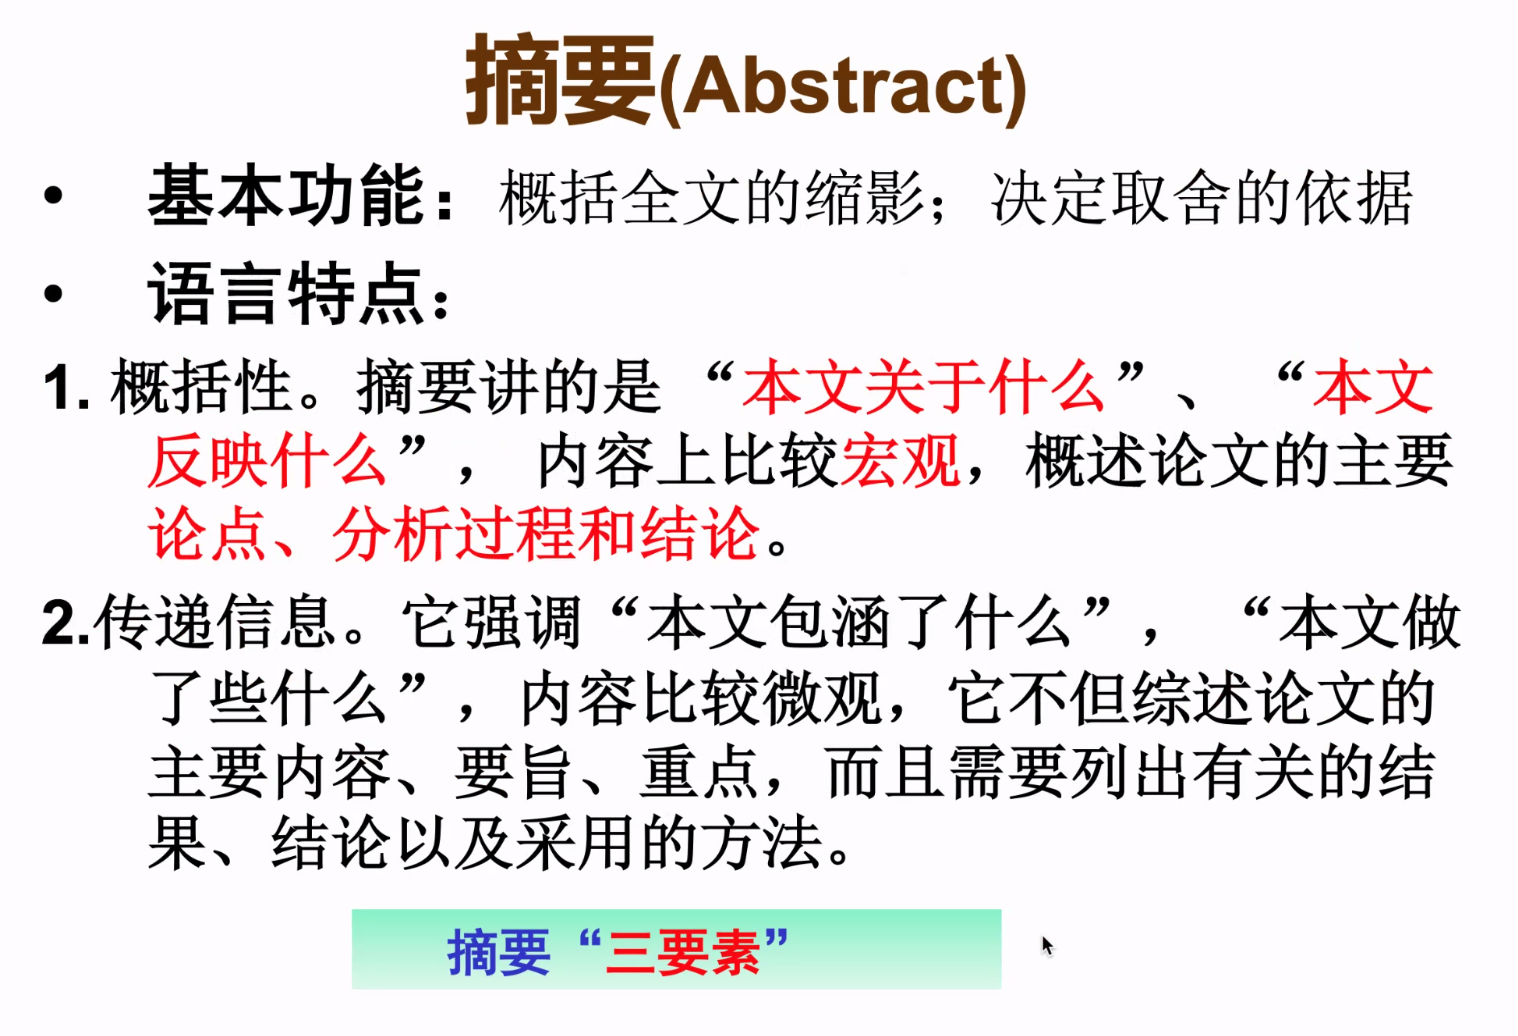 摘要(Abstract)
• 基本功能：概括全文的缩影；决定取舍的依据
• 语言特点：
1. 概括性。摘要讲的是 “本文关于什么”、 “本文
反映什么”， 内容上比较宏观，概述论文的主要
论点、分析过程和结论。
2.传递信息。它强调“本文包涵了什么”， “本文做
了些什么”，内容比较微观，它不但综述论文的
主要内容、要旨、重点，而且需要列出有关的结
果、结论以及采用的方法。
摘要“三要素”